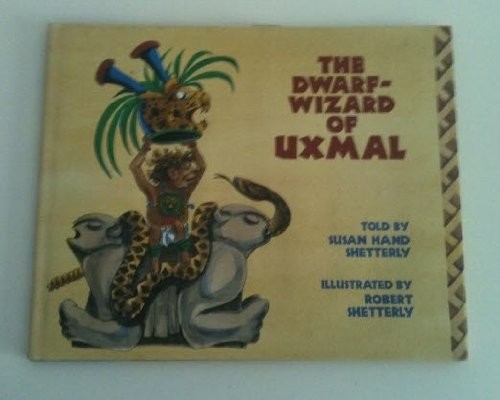 THE
DWARF-
WIZARD
OF
UXMAL
TOLD BY
SUSAN HAND
SHETTERLY
ILLUSTRATED BY
ROBERT
SHETTERLY